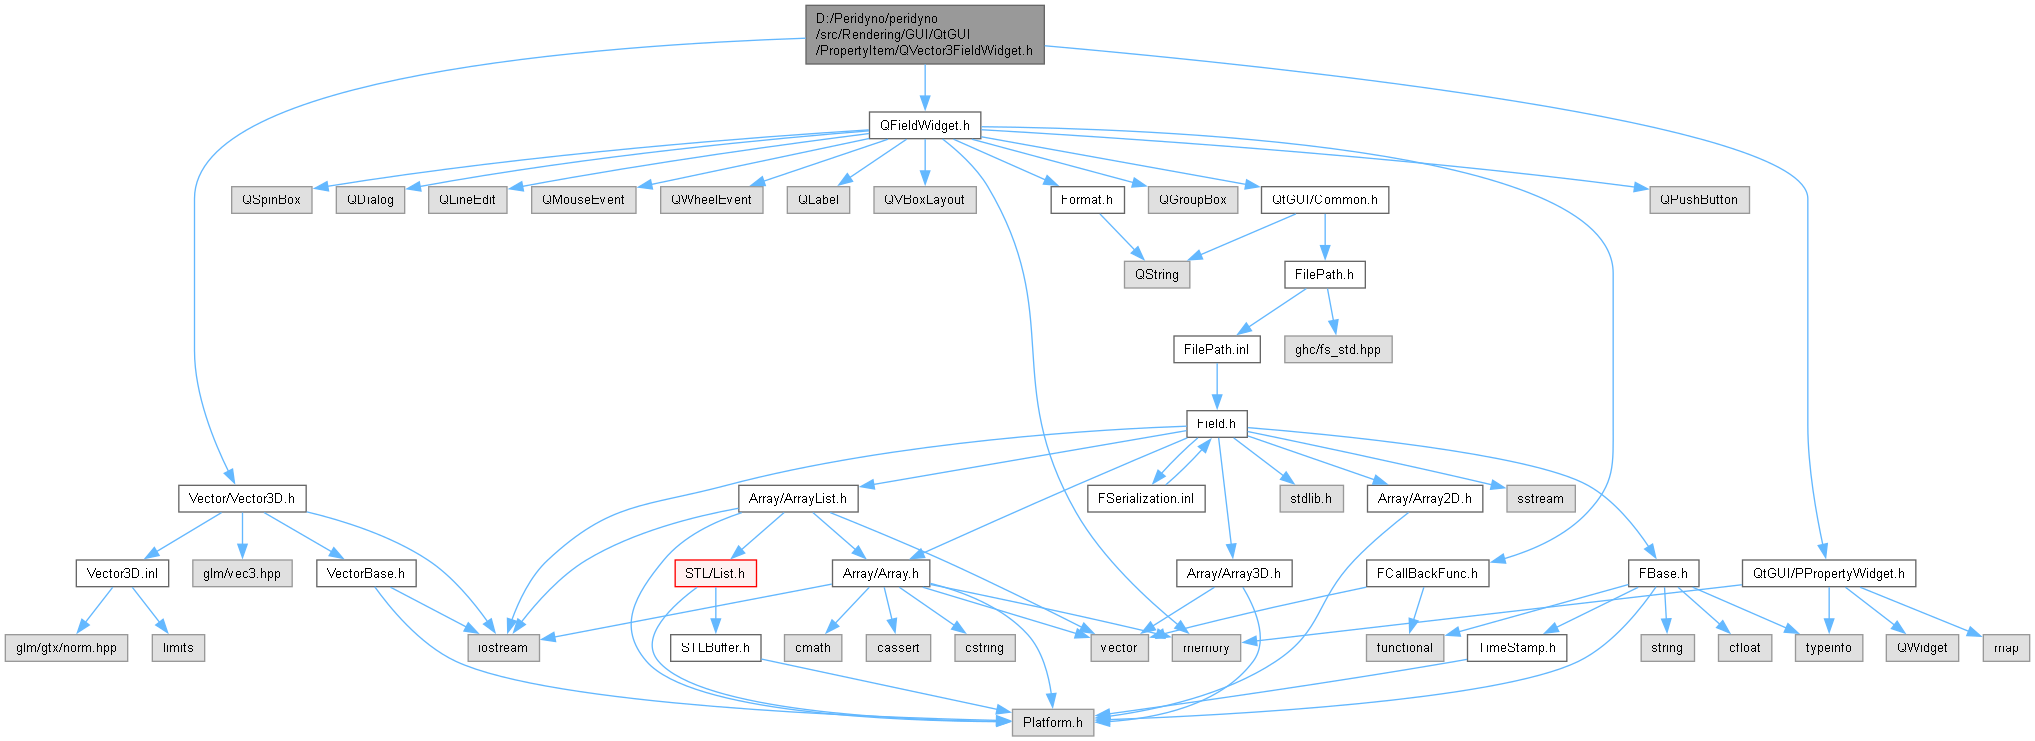 D:/Peridyno/peridyno
/src/Rendering/GUI/QtGUI
/PropertyItem/QVector3FieldWidget.h
QFieldWidget.h
QSpinBox
QDialog
QLineEdit
QMouseEvent
QWheelEvent
QLabel
QVBoxLayout
Format.h
QGroupBox
QtGUI/Common.h
QPushButton
QString
FilePath.h
FilePath.inl
ghc/fs_std.hpp
Field.h
Vector/Vector3D.h
Array/ArrayList.h
FSerialization.inl
stdlib.h
Array/Array2D.h
sstream
Vector3D.inl
glm/vec3.hpp
VectorBase.h
STL/List.h
Array/Array.h
Array/Array3D.h
FCallBackFunc.h
FBase.h
QtGUI/PPropertyWidget.h
glm/gtx/norm.hpp
limits
iostream
STLBuffer.h
cmath
cassert
cstring
vector
memory
functional
TimeStamp.h
string
cfloat
typeinfo
QWidget
map
Platform.h